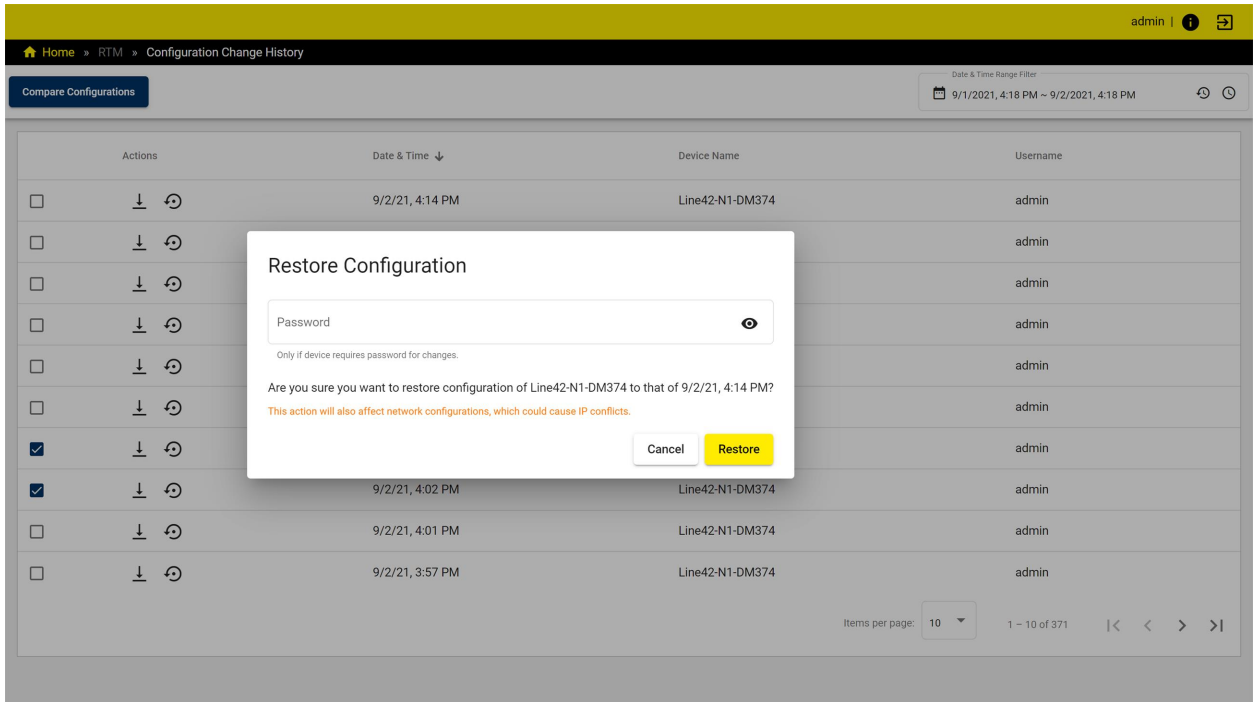 admin |
Home » RTM » Configuration Change History
Compare Configurations
Date & Time Range Filter
9/1/2021, 4:18 PM ~ 9/2/2021, 4:18 PM
Actions Date & Time Device Name Username
9/2/21, 4:14 PM Line42-N1-DM374 admin
admin
admin
admin
admin
admin
admin
Restore Configuration
Password
Only if device requires password for changes.
Are you sure you want to restore configuration of Line42-N1-DM374 to that of 9/2/21, 4:14 PM?
This action will also affect network configurations, which could cause IP conflicts.
Cancel Restore
9/2/21, 4:02 PM Line42-N1-DM374 admin
9/2/21, 4:01 PM Line42-N1-DM374 admin
9/2/21, 3:57 PM Line42-N1-DM374 admin
Items per page: 10 1 – 10 of 371